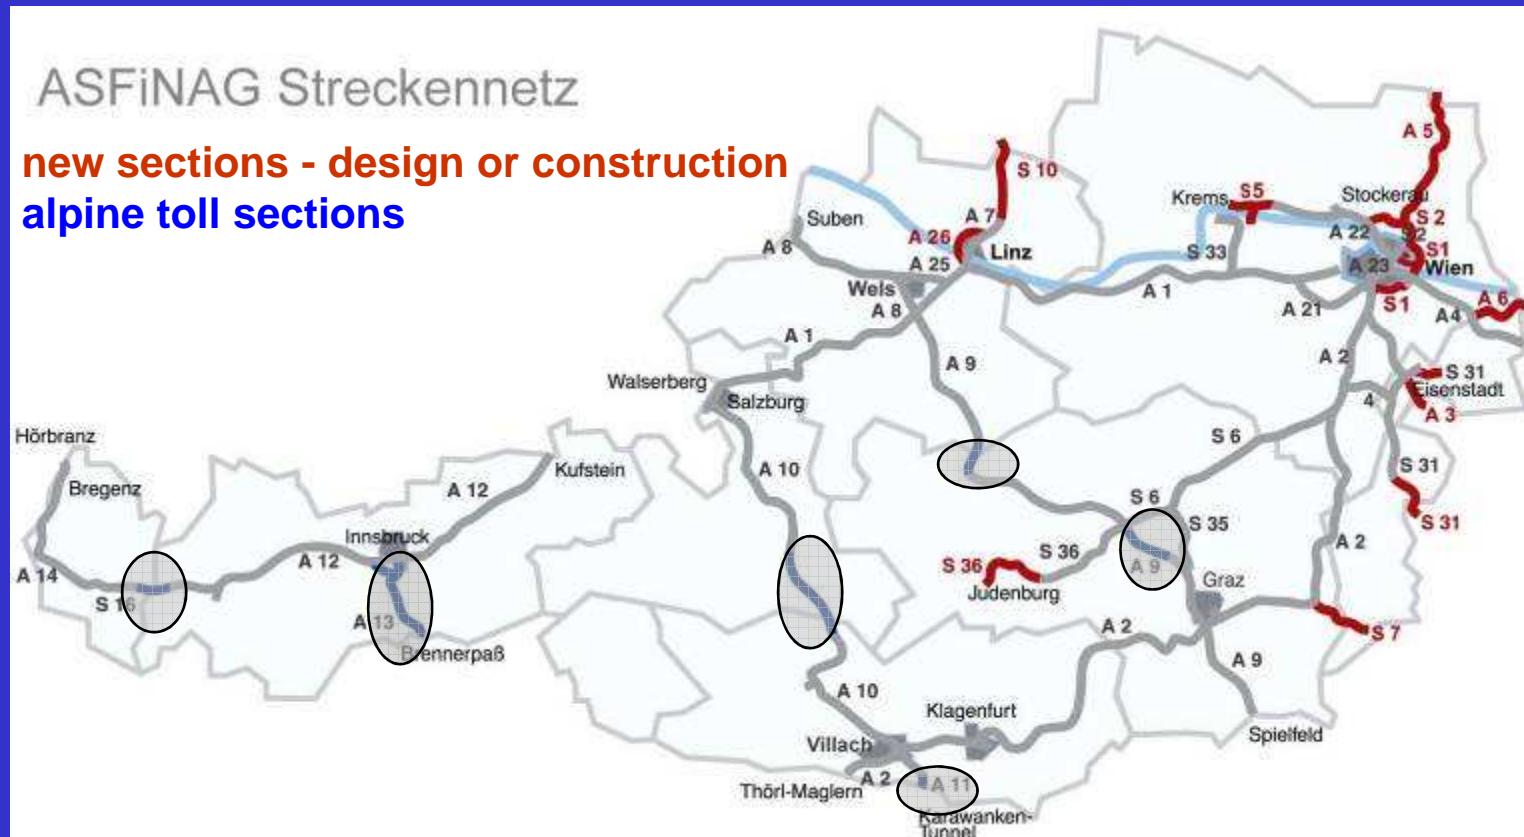 ASFiNAG Streckennetz
new sections - design or construction
alpine toll sections
A 5
S 10
Krems
S5
Stockerau
S 2
Suben
A 7
A 26
A 22
S2
A 8
Linz
S 33
S1
A 25
A 23
Wien
Wels
A 1
A 21
S1
A 6
A 8
A4
A 1
A 2
A 9
S 31
Walserberg
Eisenstadt
Salzburg
4
A 3
Hörbranz
S 6
A 10
Kufstein
S 31
Bregenz
A 12
S 6
S 31
S 35
Innsbruck
A 2
A 12
S 36
S 36
A 9
A 14
Graz
Judenburg
S 16
A 13
A 2
S 7
Brennerpaß
A 9
A 10
Klagenfurt
Spielfeld
Villach
A 2
A 11
Thörl-Maglern
Karawanken-
Tunnel